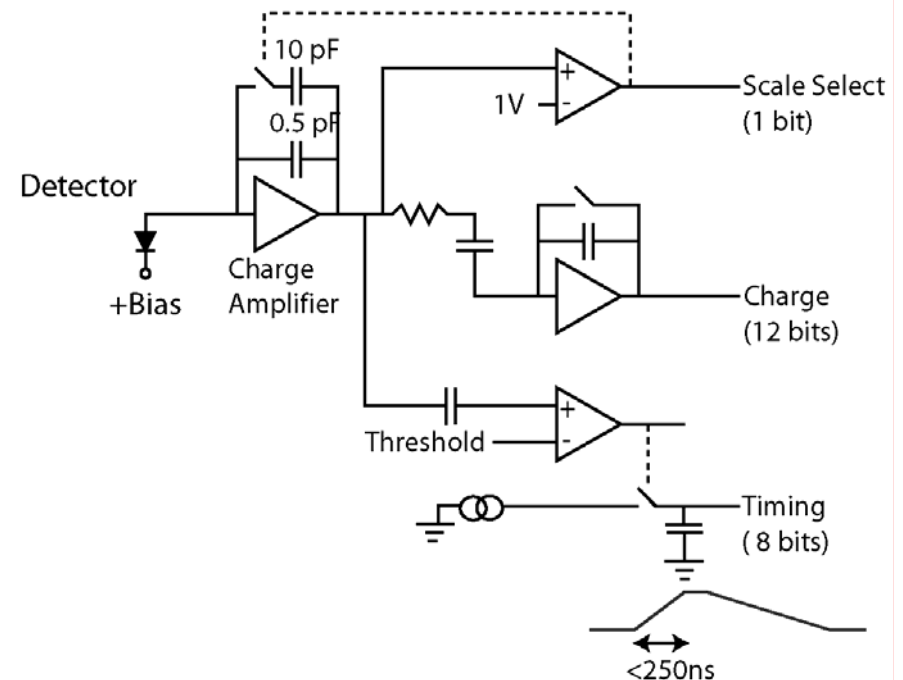 10 pF
0.5 pF
+
1V
-
Scale Select
(1 bit)
Detector
+Bias
Charge
Amplifier
Charge
(12 bits)
+
Threshold
-
Timing
( 8 bits)
<250ns